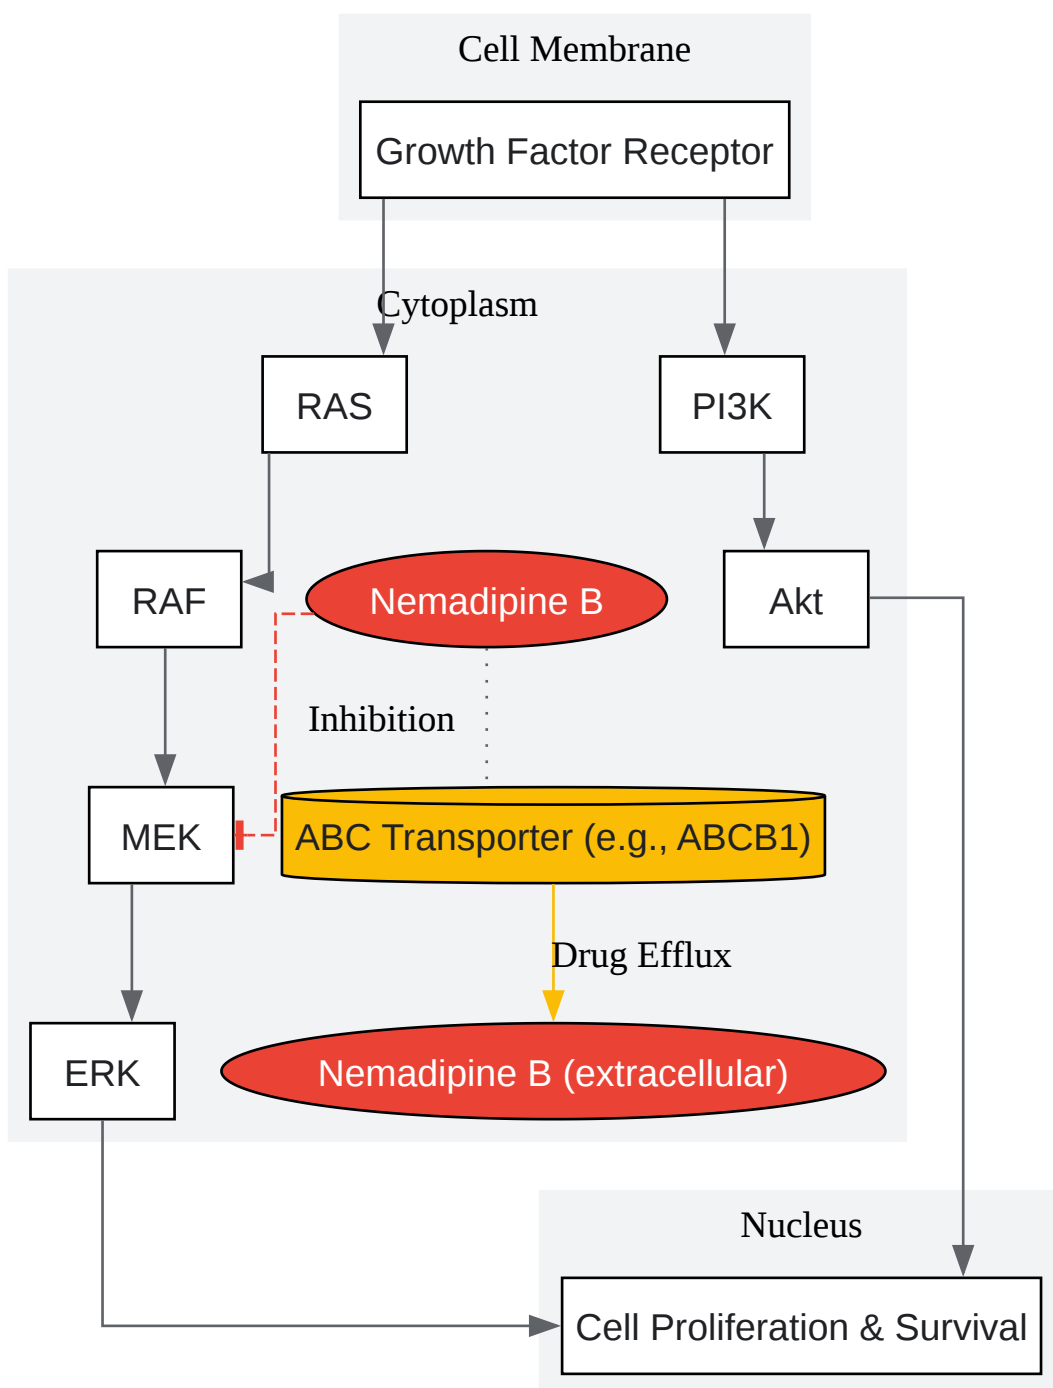 Cell Membrane
Growth Factor Receptor
Cytoplasm
RAS
PI3K
RAF
Nemadipine B
Akt
Inhibition
MEK
ABC Transporter (e.g., ABCB1)
Drug Efflux
ERK
Nemadipine B (extracellular)
Nucleus
Cell Proliferation & Survival